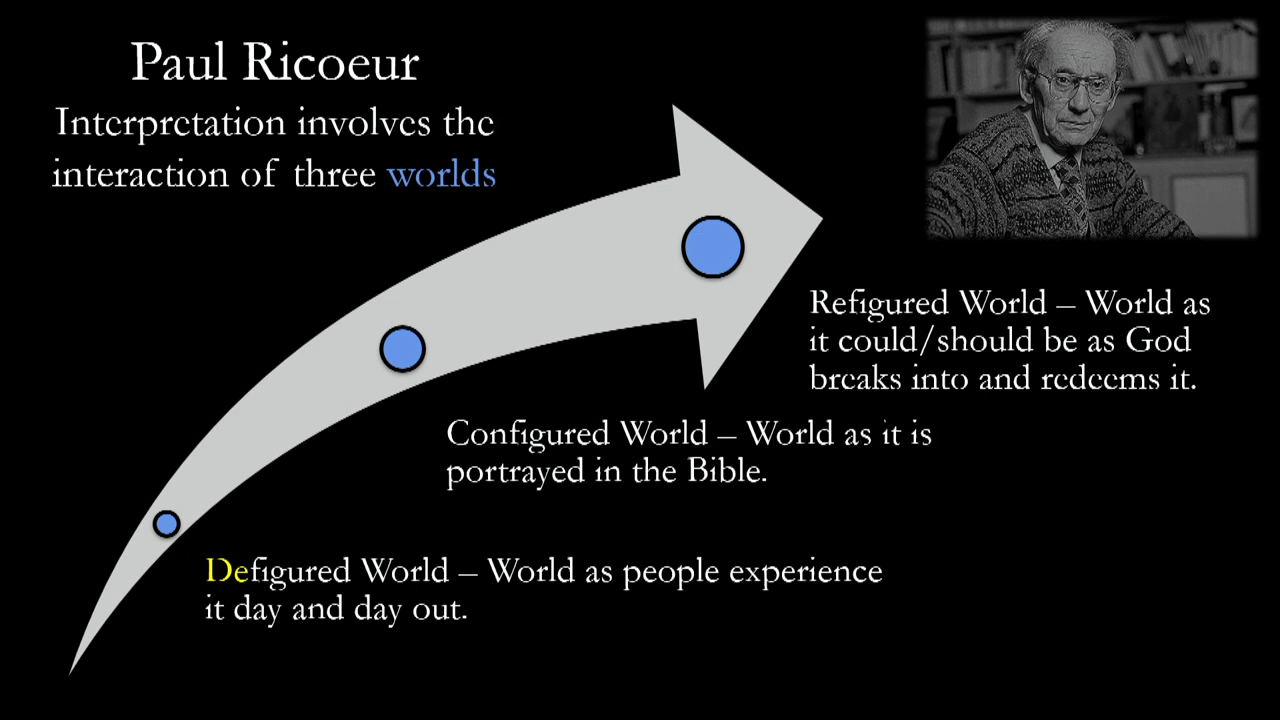 Paul Ricoeur
Interpretation involves the
interaction of three worlds
Refigured World – World as
it could/should be as God
breaks into and redeems it.
Configured World – World as it is
portrayed in the Bible.
Defigured World – World as people experience
it day and day out.